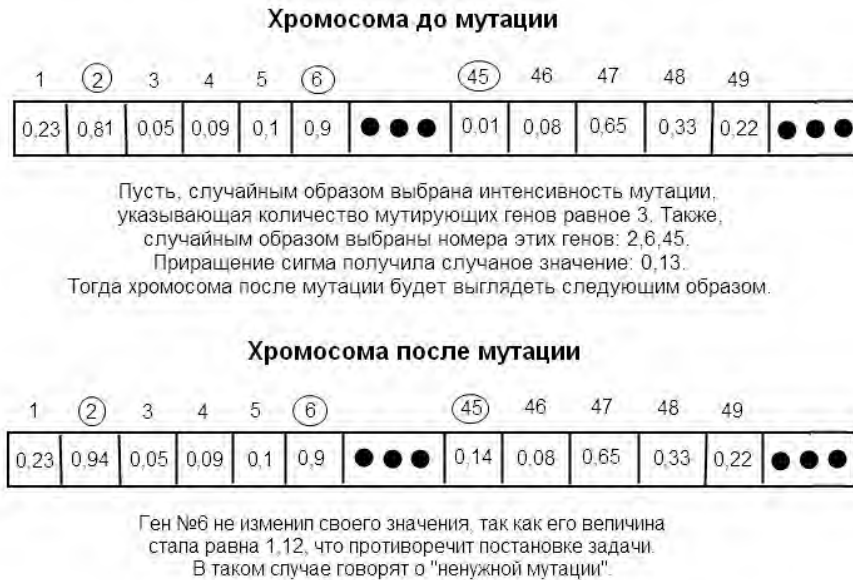 Хромосома до мутации
1 2 3 4 5 6 45 46 47 48 49
0,23 0,81 0,05 0,09 0,1 0,9 ●●● 0,01 0,08 0,65 0,33 0,22 ●●●
Пусть, случайным образом выбрана интенсивность мутации,
указывающая количество мутирующих генов равное 3. Также,
случайным образом выбраны номера этих генов: 2,6,45.
Приращение сигма получила случаное значение: 0,13.
Тогда хромосома после мутации будет выглядеть следующим образом.
Хромосома после мутации
1 2 3 4 5 6 45 46 47 48 49
0,23 0,94 0,05 0,09 0,1 0,9 ●●● 0,14 0,08 0,65 0,33 0,22 ●●●
Ген №6 не изменил своего значения, так как его величина
стала равна 1,12, что противоречит постановке задачи.
В таком случае говорят о "ненужной мутации".